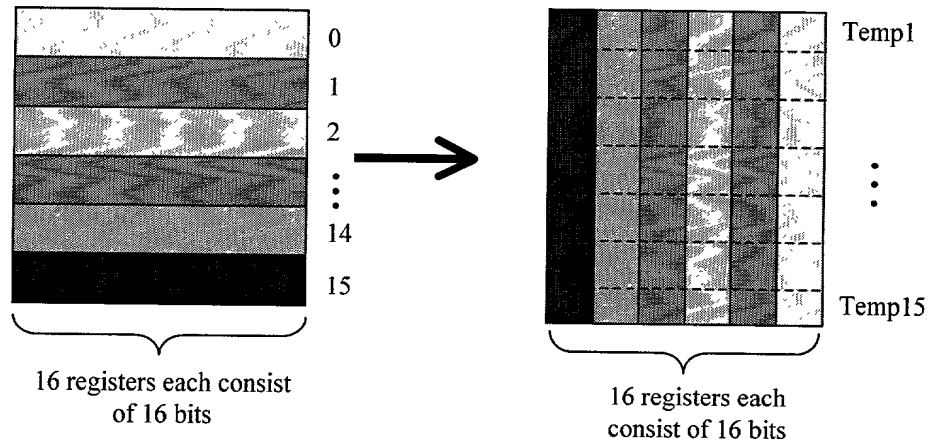 0
1
2
⋮
14
15
16 registers each consist
of 16 bits
Temp1
⋮
Temp15
16 registers each
consist of 16 bits